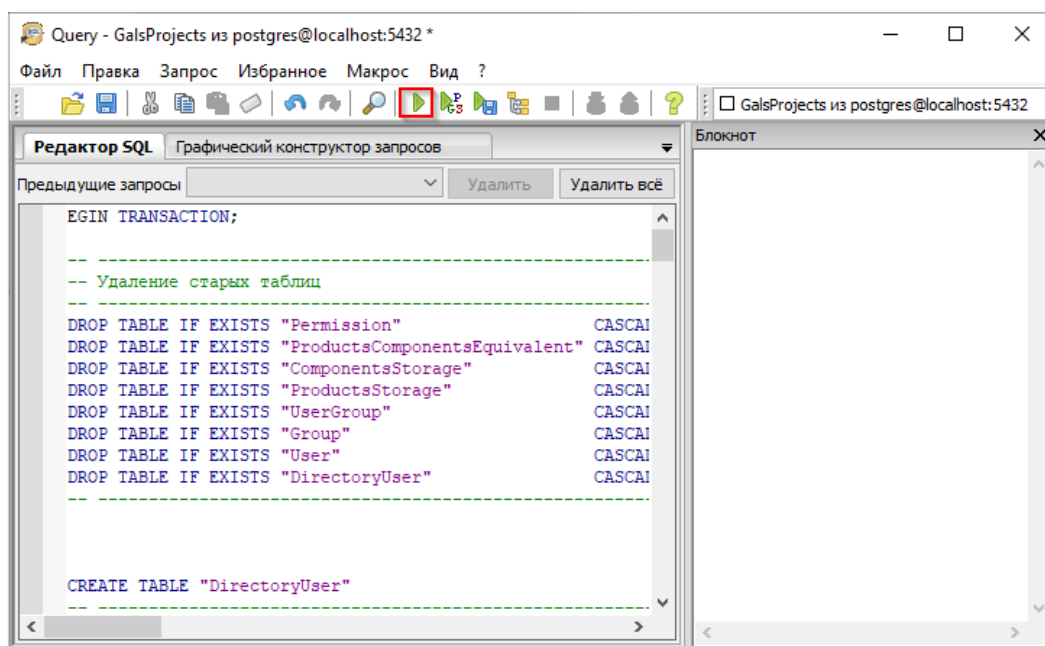 Query - GalsProjects из postgres@localhost:5432 *
Файл Правка Запрос Избранное Макрос Вид ?
GalsProjects из postgres@localhost:5432
Редактор SQL Графический конструктор запросов
Блокнот
Предыдущие запросы Удалить Удалить всё
EGIN TRANSACTION;
-- --------------------------------------------------------
-- Удаление старых таблиц
-- --------------------------------------------------------
DROP TABLE IF EXISTS "Permission" CASCAI
DROP TABLE IF EXISTS "ProductsComponentsEquivalent" CASCAI
DROP TABLE IF EXISTS "ComponentsStorage" CASCAI
DROP TABLE IF EXISTS "ProductsStorage" CASCAI
DROP TABLE IF EXISTS "UserGroup" CASCAI
DROP TABLE IF EXISTS "Group" CASCAI
DROP TABLE IF EXISTS "User" CASCAI
DROP TABLE IF EXISTS "DirectoryUser" CASCAI
-- --------------------------------------------------------
CREATE TABLE "DirectoryUser"
-- --------------------------------------------------------